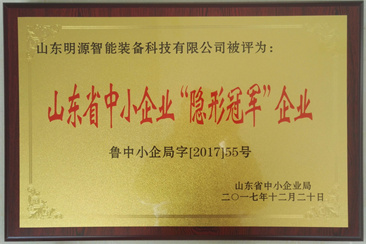 山东明源智能装备科技有限公司被评为：
山东省中小企业“隐形冠军”企业
鲁中小企局字[2017]55号
山东省中小企业局
二〇一七年十二月二十日